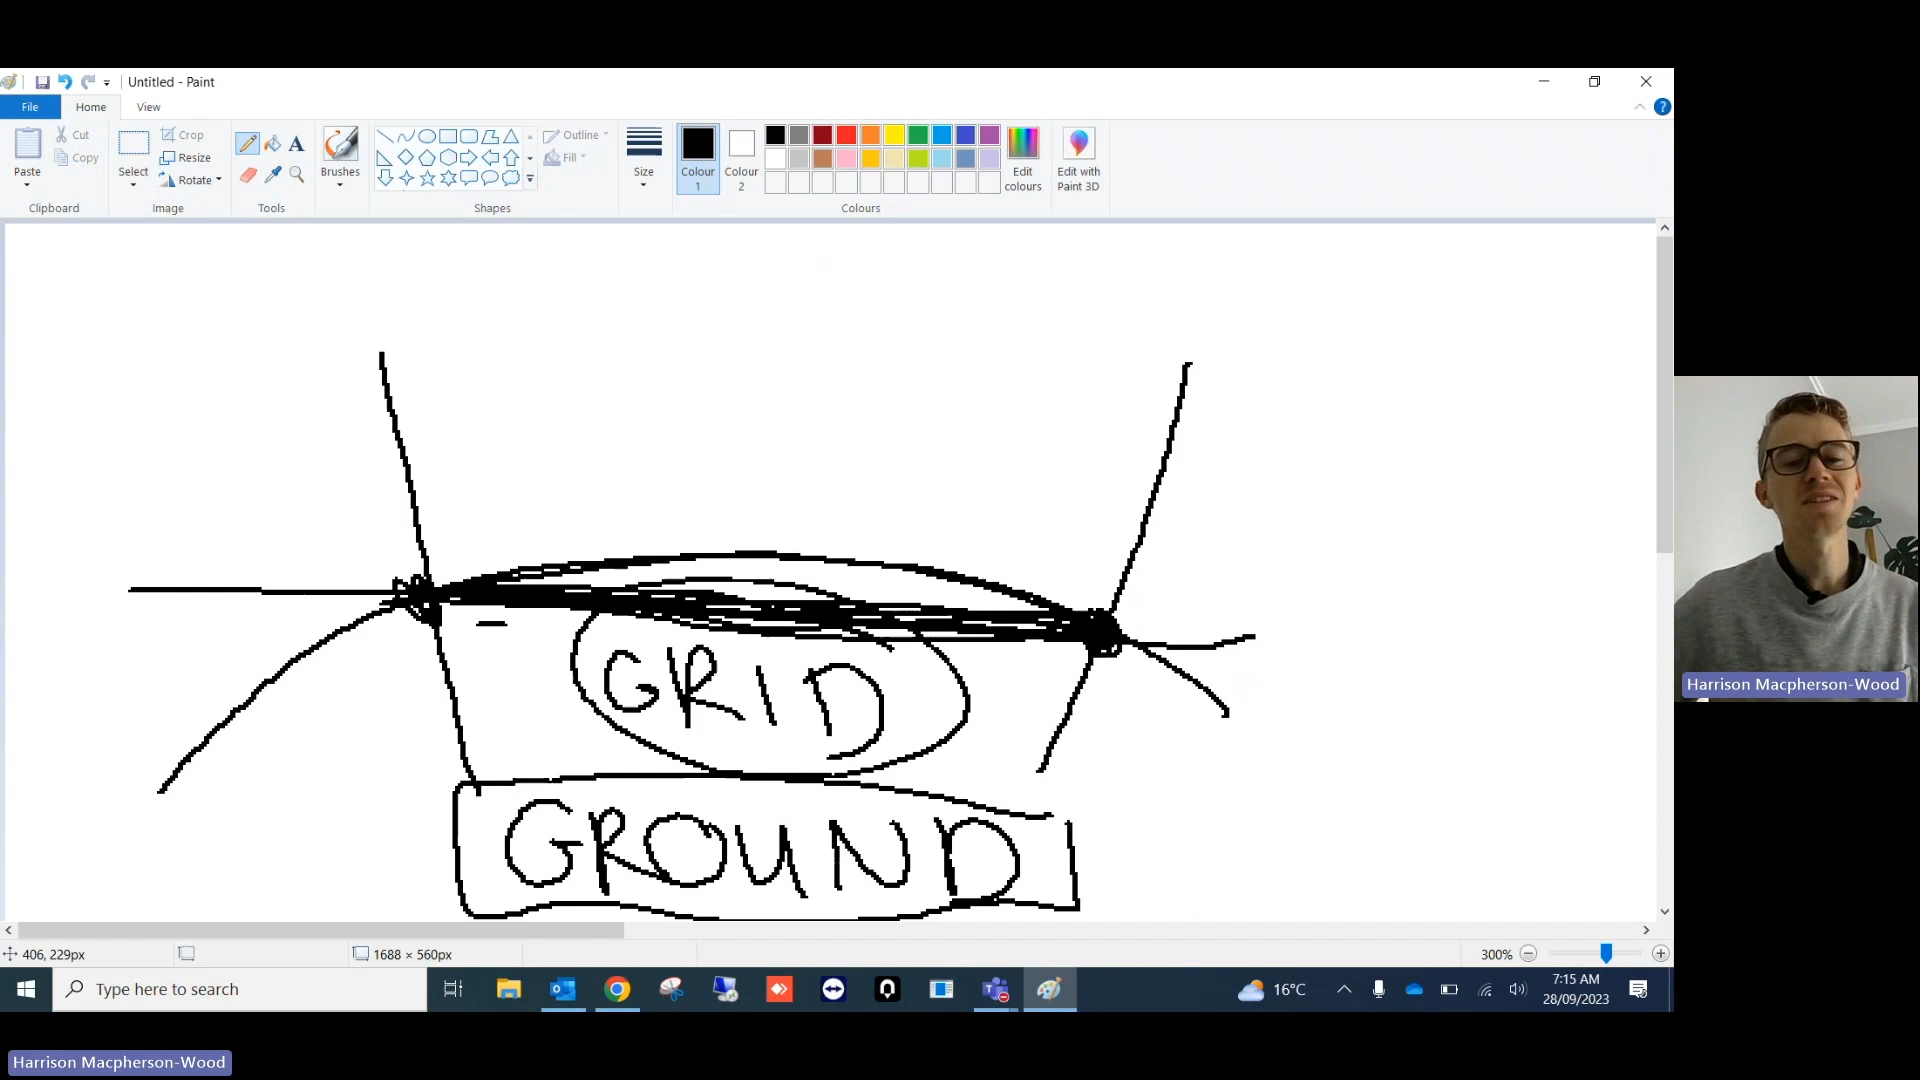 Untitled - Paint
File Home View
Paste
Cut
Copy
Clipboard
Select
Crop
Resize
Rotate
Image
A
Tools
Brushes
Outline
Fill
Shapes
Size
Colour 1
Colour 2
Edit colours
Colours
Edit with Paint 3D
?
GRID
GROUND
Harrison Macpherson-Wood
406, 229px
1688 × 560px
300%
Type here to search
16°C
7:15 AM
28/09/2023
Harrison Macpherson-Wood